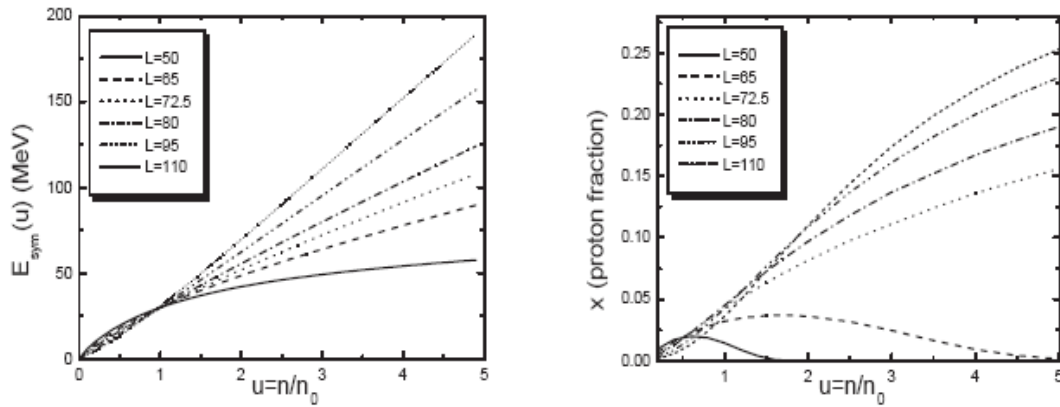 E_sym (u) (MeV)
200
150
100
50
0
L=50
L=65
L=72.5
L=80
L=95
L=110
0 1 2 3 4 5
u=n/n_0
x (proton fraction)
0.25
0.20
0.15
0.10
0.05
0.00
L=50
L=65
L=72.5
L=80
L=95
L=110
1 2 3 4 5
u=n/n_0